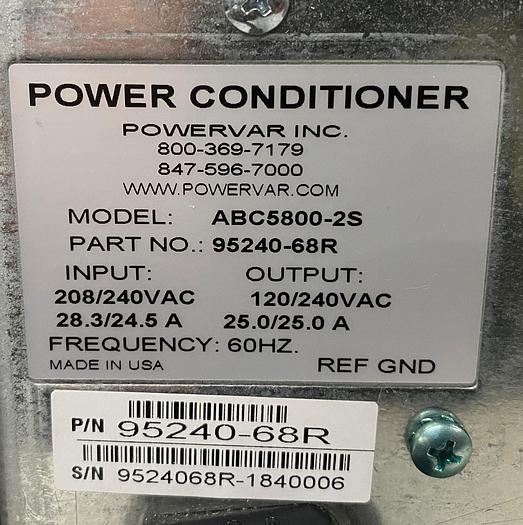 POWER CONDITIONER
POWERVAR INC.
800-369-7179
847-596-7000
WWW.POWERVAR.COM
MODEL: ABC5800-2S
PART NO.: 95240-68R
INPUT: OUTPUT:
208/240VAC 120/240VAC
28.3/24.5 A 25.0/25.0 A
FREQUENCY: 60HZ.
MADE IN USA REF GND
P/N 95240-68R
S/N 9524068R-1840006